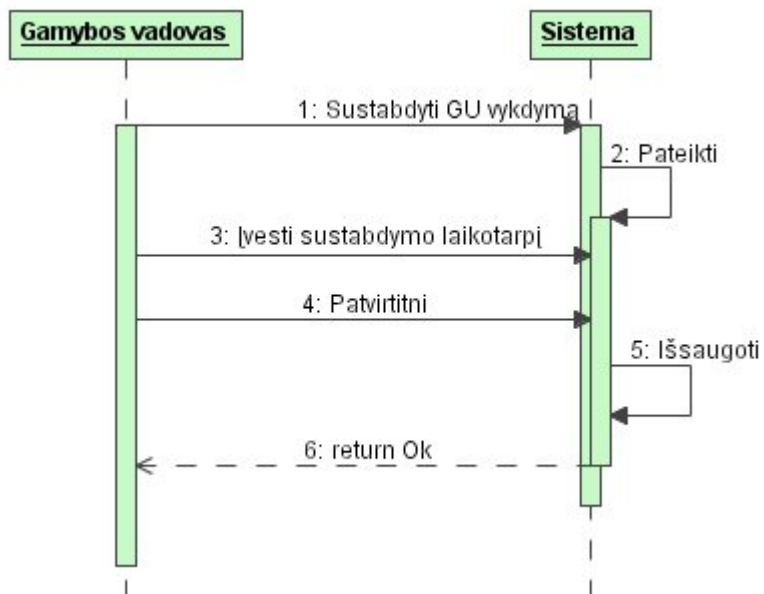 Gamybos vadovas
Sistema
1: Sustabdyti GU vykdymą
2: Pateikti
3: Įvesti sustabdymo laikotarpį
4: Patvirtitni
5: Išsaugoti
6: return Ok